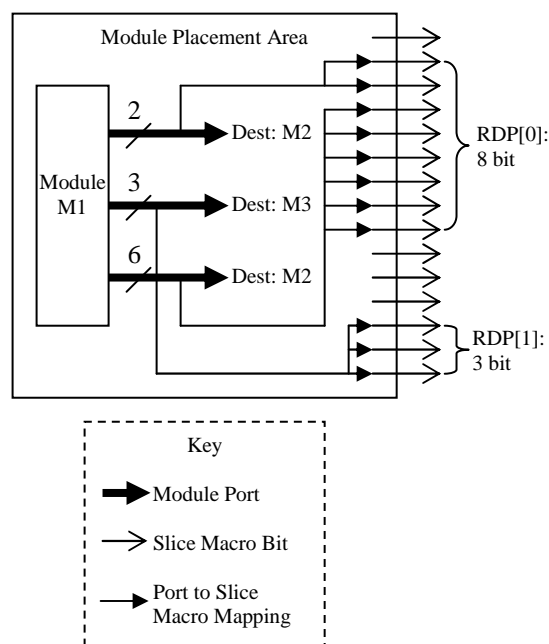 Module Placement Area
2
Dest: M2
RDP[0]:
8 bit
Module
M1
3
Dest: M3
6
Dest: M2
RDP[1]:
3 bit
Key
Module Port
Slice Macro Bit
Port to Slice
Macro Mapping